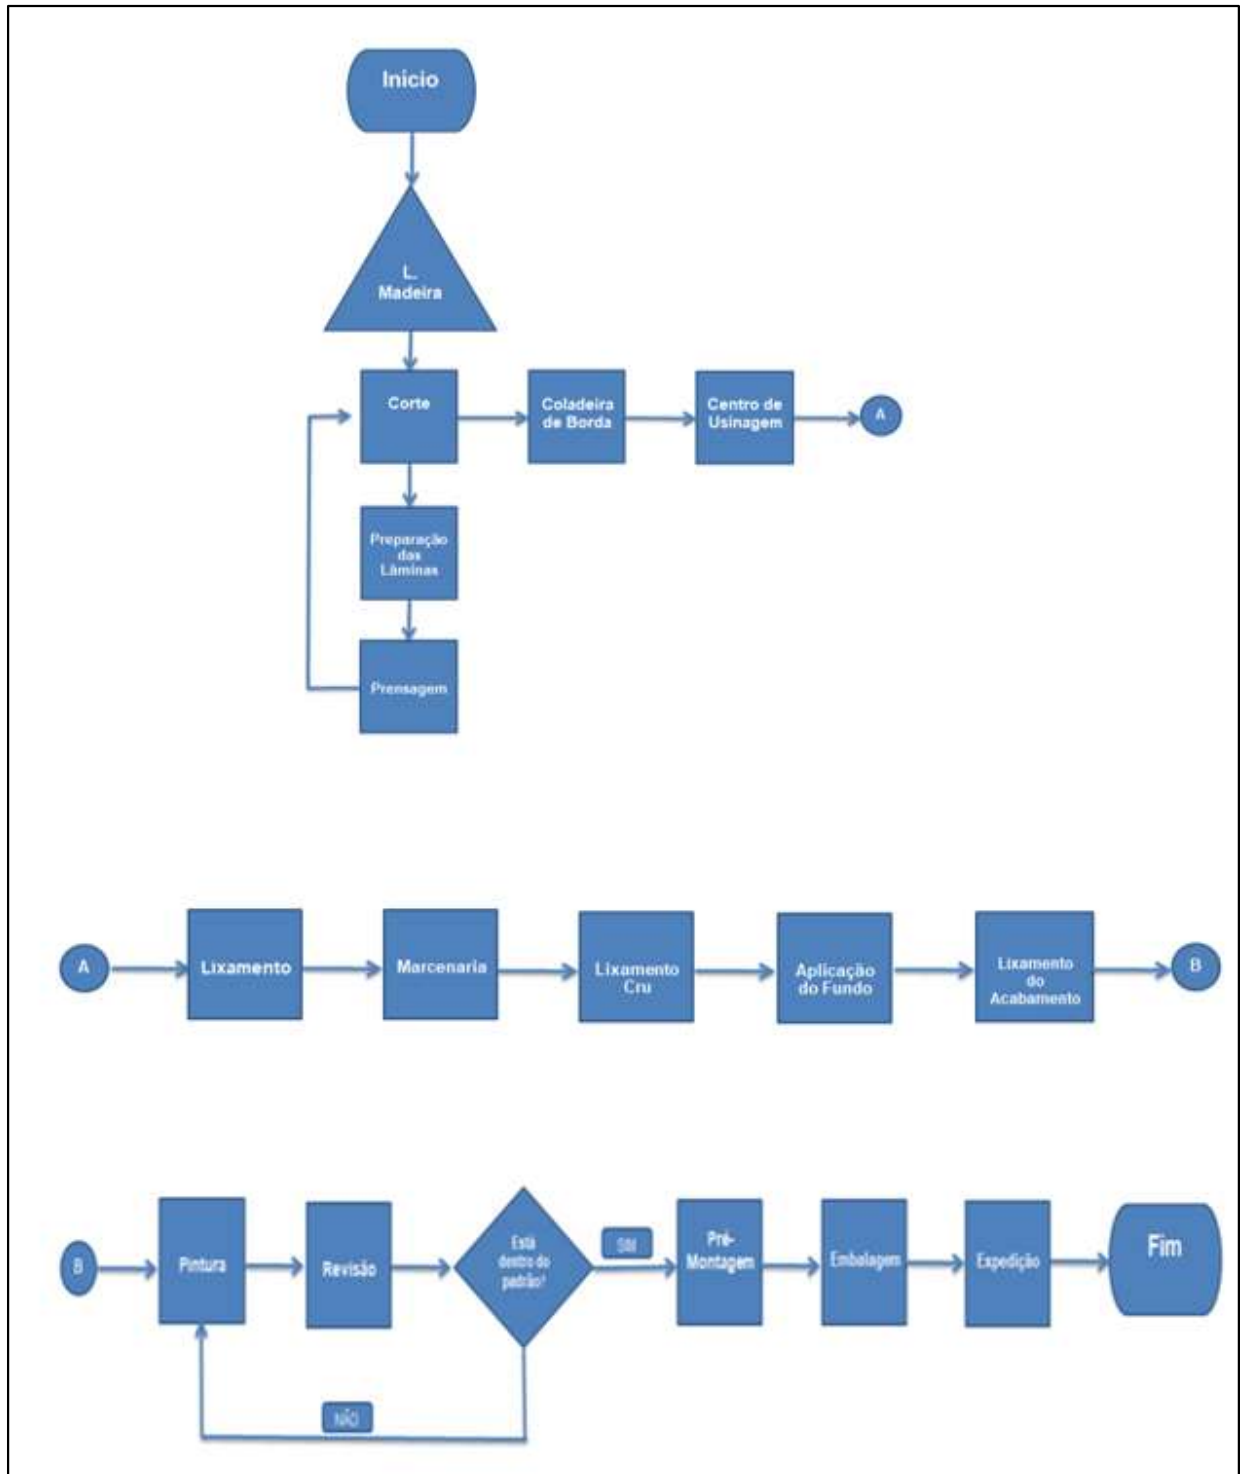 Inicio
L.
Madeira
Corte
Coladeira
de Borda
Centro de
Usinagem
A
Preparação
das
Lâminas
Prensagem
A
Lixamento
Marcenaria
Lixamento
Cru
Aplicação
do Fundo
Lixamento
do
Acabamento
B
B
Pintura
Revisão
Está
dentro do
padrão?
SIM
Pré-
Montagem
Embalagem
Expedição
Fim
NÃO